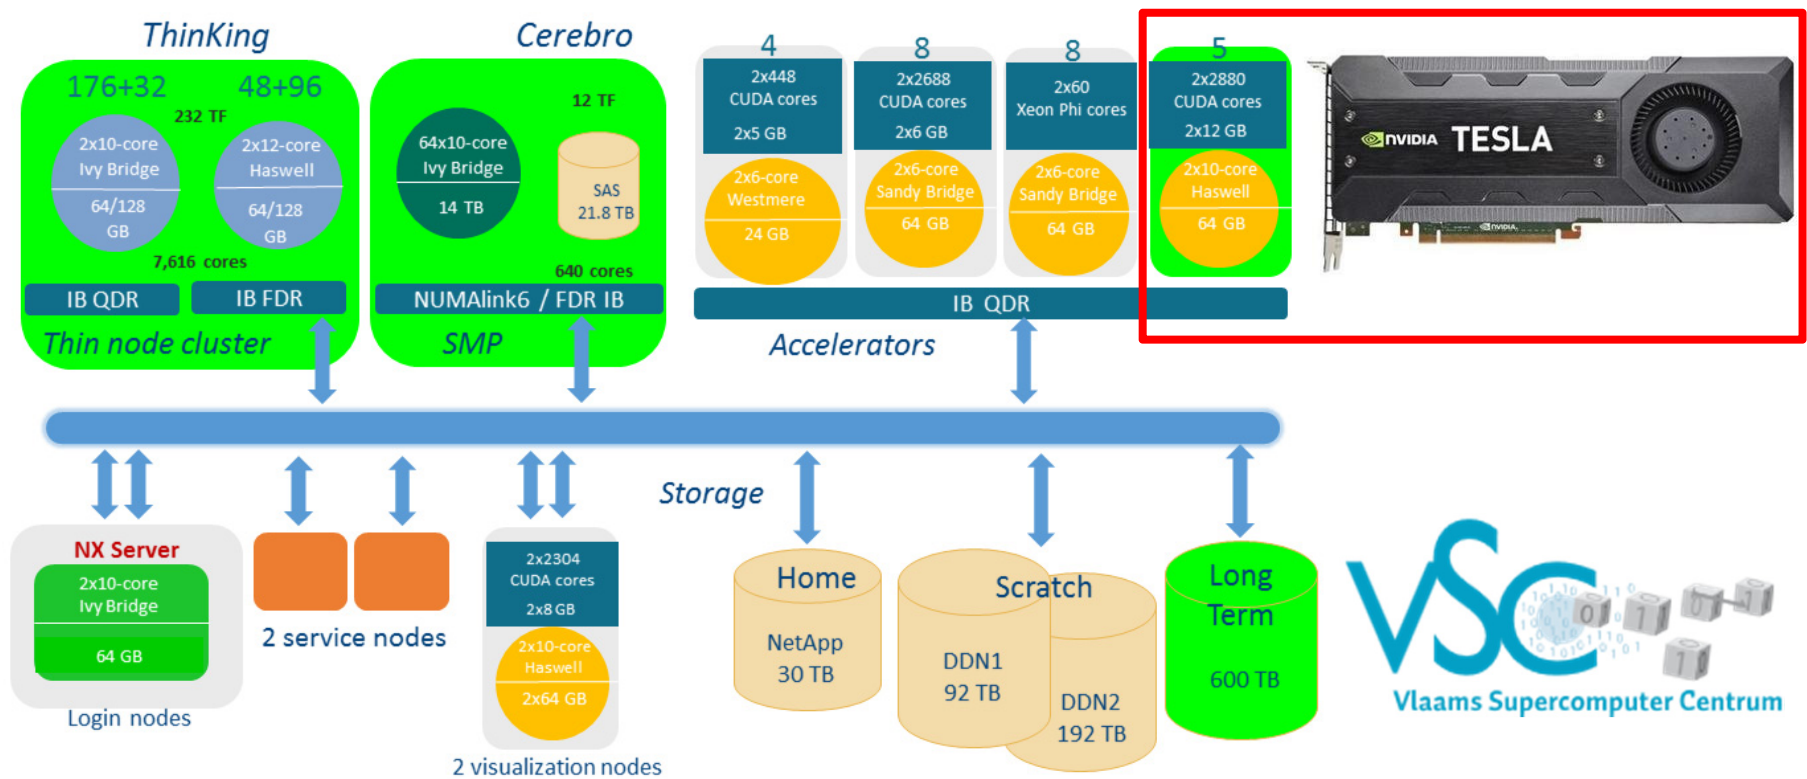 ThinKing
176+32
48+96
232 TF
2x10-core
Ivy Bridge
64/128
GB
2x12-core
Haswell
64/128
GB
7,616 cores
IB QDR
IB FDR
Thin node cluster
Cerebro
12 TF
64x10-core
Ivy Bridge
14 TB
SAS
21.8 TB
640 cores
NUMAlink6 / FDR IB
SMP
4
2x448
CUDA cores
2x5 GB
2x6-core
Westmere
24 GB
8
2x2688
CUDA cores
2x6 GB
2x6-core
Sandy Bridge
64 GB
8
2x60
Xeon Phi cores
2x6-core
Sandy Bridge
64 GB
5
2x2880
CUDA cores
2x12 GB
2x10-core
Haswell
64 GB
IB QDR
Accelerators
NVIDIA TESLA
NVIDIA.
NX Server
2x10-core
Ivy Bridge
64 GB
Login nodes
2 service nodes
2x2304
CUDA cores
2x8 GB
2x10-core
Haswell
2x64 GB
2 visualization nodes
Storage
Home
NetApp
30 TB
Scratch
DDN1
92 TB
DDN2
192 TB
Long
Term
600 TB
VSC
Vlaams Supercomputer Centrum